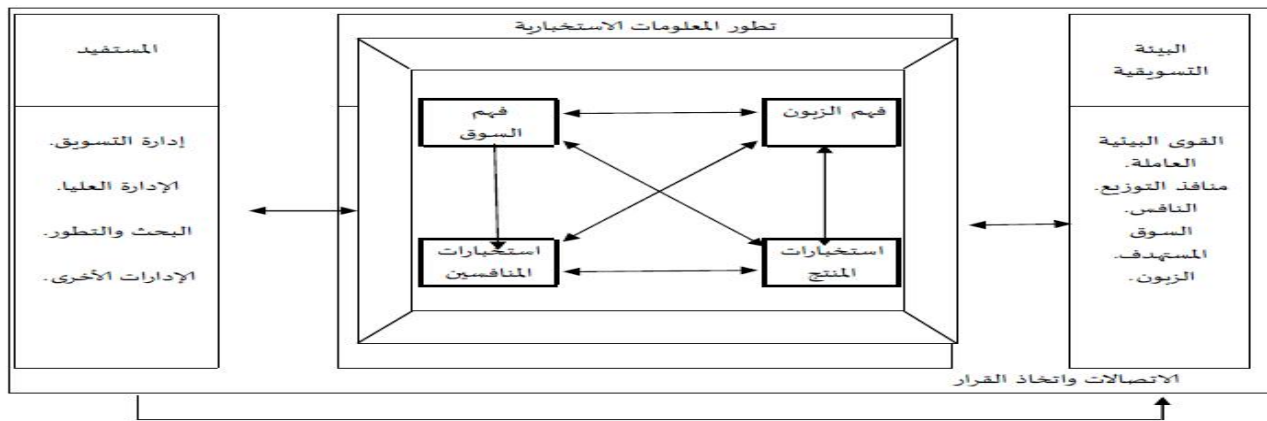 تطور المعلومات الاستخبارية
البيئة
التسويقية
القوى البيئية
العاملة.
منافذ التوزيع.
النافس.
السوق
المستهدف.
الزبون.
فهم الزبون
فهم
السوق
استخبارات
المنتج
استخبارات
المنافسين
المستفيد
إدارة التسويق.
الإدارة العليا.
البحث والتطور.
الإدارات الأخرى.
الاتصالات واتخاذ القرار